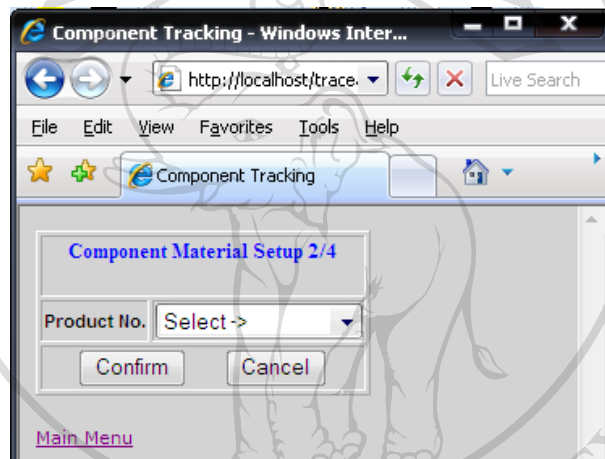 Component Tracking - Windows Inter...
http://localhost/trace.
Live Search
File Edit View Favorites Tools Help
Component Tracking
Component Material Setup 2/4
Product No. Select ->
Confirm Cancel
Main Menu